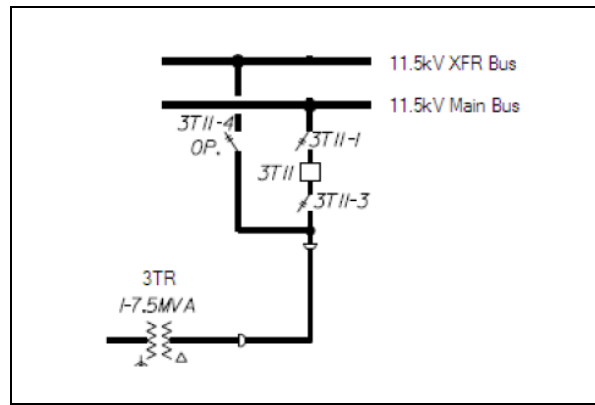 11.5kV XFR Bus
11.5kV Main Bus
3T11-4
OP.
3T11-1
3T11
3T11-3
3TR
1-7.5MVA